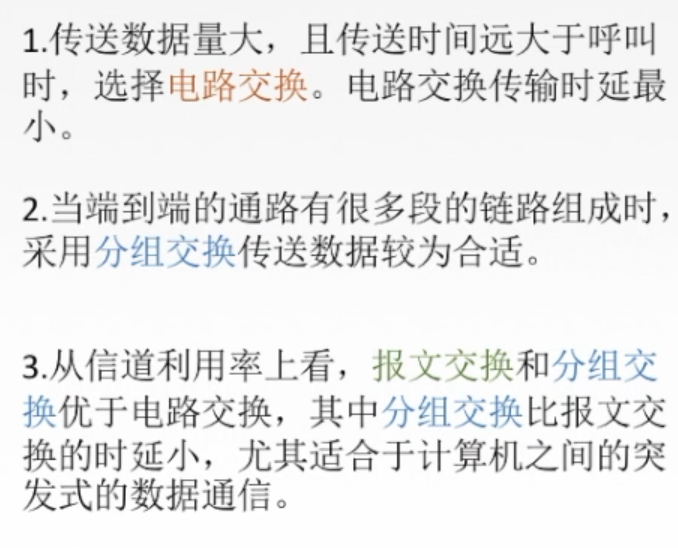 1.传送数据量大，且传送时间远大于呼叫
时，选择电路交换。电路交换传输时延最
小。
2.当端到端的通路有很多段的链路组成时，
采用分组交换传送数据较为合适。
3.从信道利用率上看，报文交换和分组交
换优于电路交换，其中分组交换比报文交
换的时延小，尤其适合于计算机之间的突
发式的数据通信。